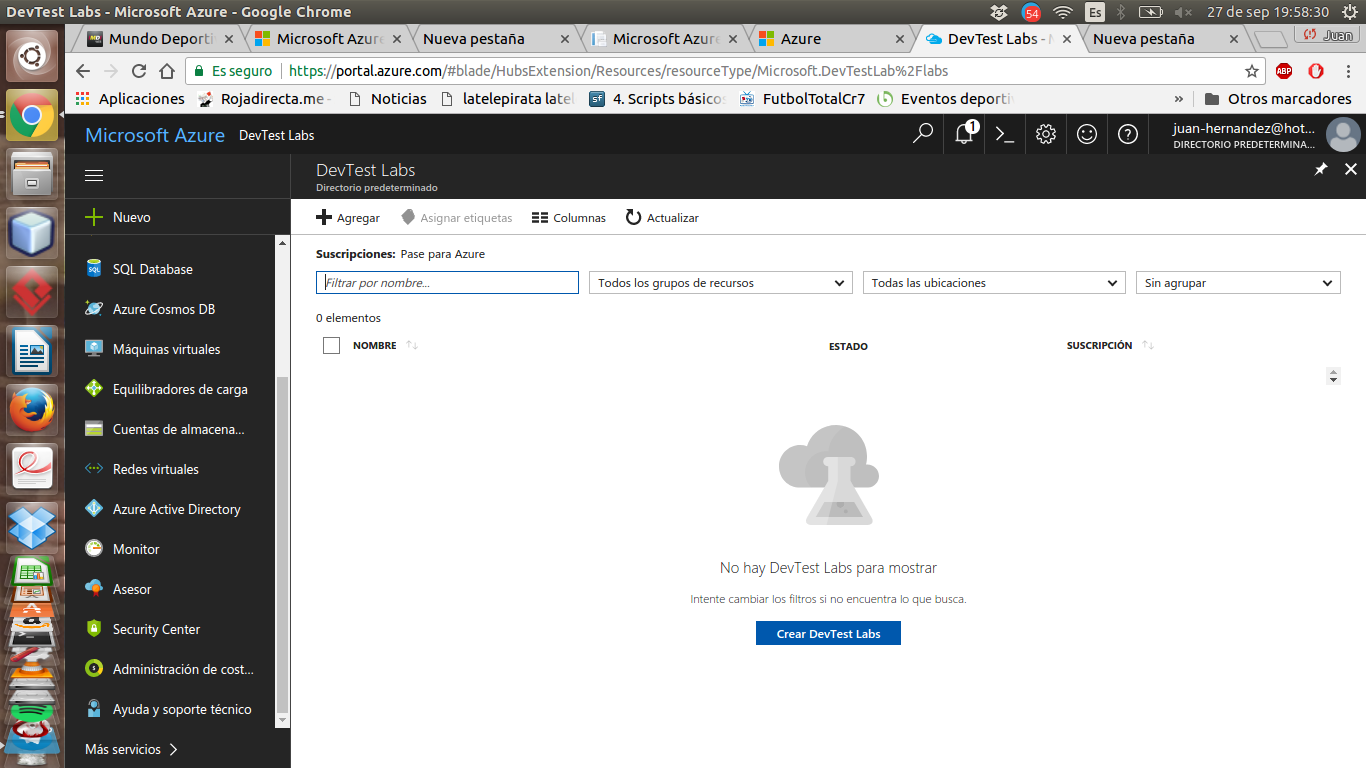 DevTest Labs - Microsoft Azure - Google Chrome
54
Es
27 de sep 19:58:30
Mundo Deporti
Microsoft Azure
Nueva pestaña
Microsoft Azure
Azure
DevTest Labs - M
Nueva pestaña
Juan
Es seguro
https://portal.azure.com/#blade/HubsExtension/Resources/resourceType/Microsoft.DevTestLab%2Flabs
ABP
Aplicaciones
Rojadirecta.me -
Noticias
latelepirata latel
sf
4. Scripts básicos
FutbolTotalCr7
Eventos deporti
»
Otros marcadores
Microsoft Azure
DevTest Labs
1
juan-hernandez@hot...
DIRECTORIO PREDETERMINA...
DevTest Labs
Directorio predeterminado
Nuevo
Agregar
Asignar etiquetas
Columnas
Actualizar
Suscripciones: Pase para Azure
Filtrar por nombre...
Todos los grupos de recursos
Todas las ubicaciones
Sin agrupar
0 elementos
NOMBRE
ESTADO
SUSCRIPCIÓN
SQL Database
Azure Cosmos DB
Máquinas virtuales
Equilibradores de carga
Cuentas de almacena...
Redes virtuales
Azure Active Directory
Monitor
Asesor
Security Center
Administración de cost...
Ayuda y soporte técnico
Más servicios
No hay DevTest Labs para mostrar
Intente cambiar los filtros si no encuentra lo que busca.
Crear DevTest Labs